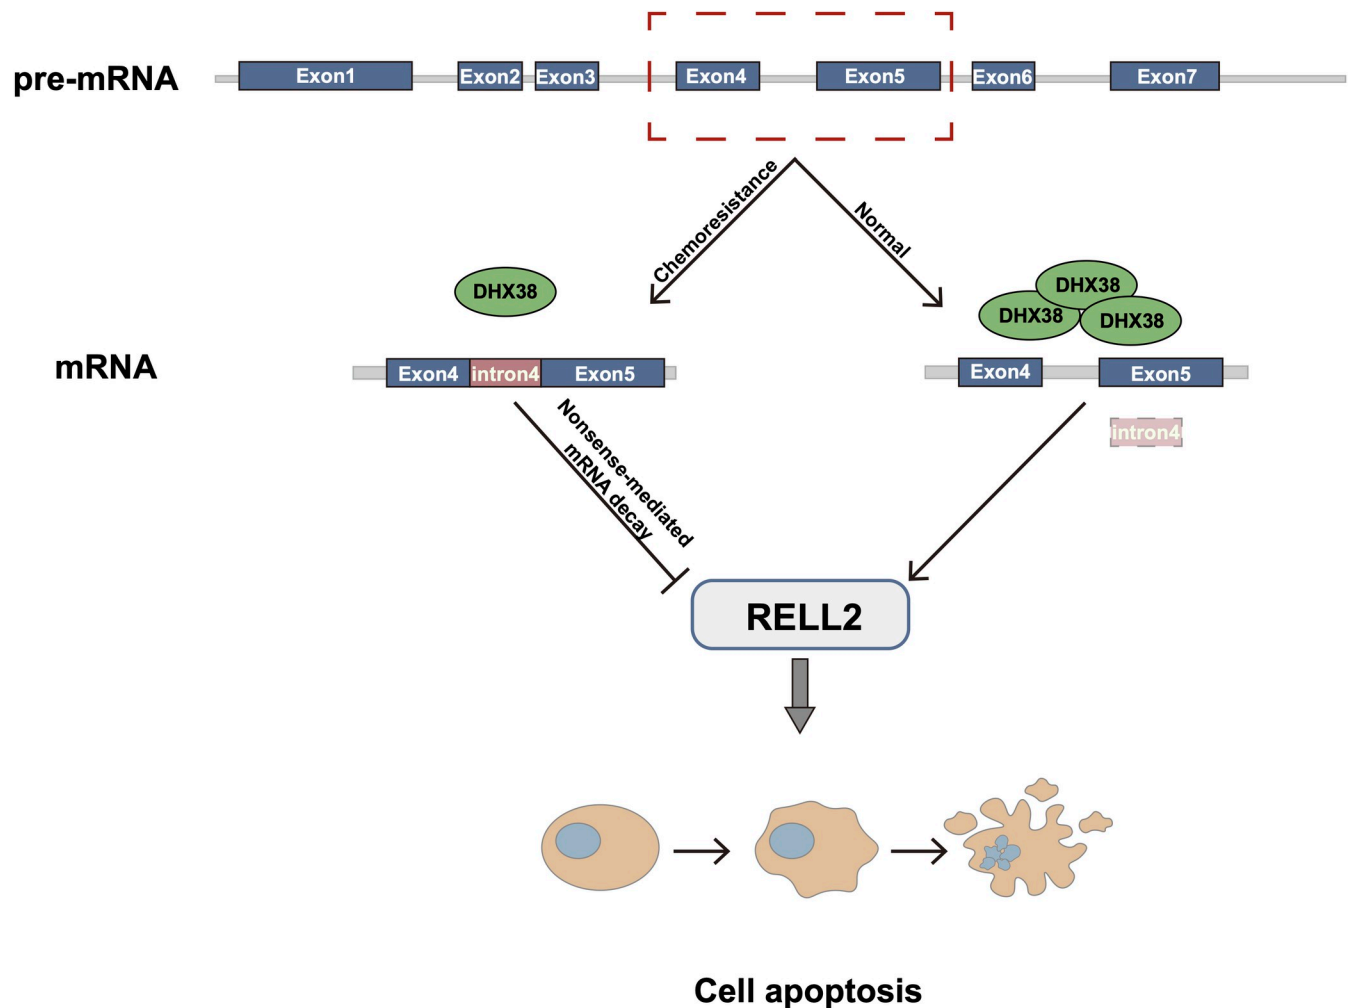 pre-mRNA
Exon1
Exon2
Exon3
Exon4
Exon5
Exon6
Exon7
Chemoresistance
Normal
DHX38
DHX38
DHX38
DHX38
mRNA
Exon4
intron4
Exon5
Exon4
Exon5
intron4
Nonsense-mediated
mRNA decay
RELL2
Cell apoptosis